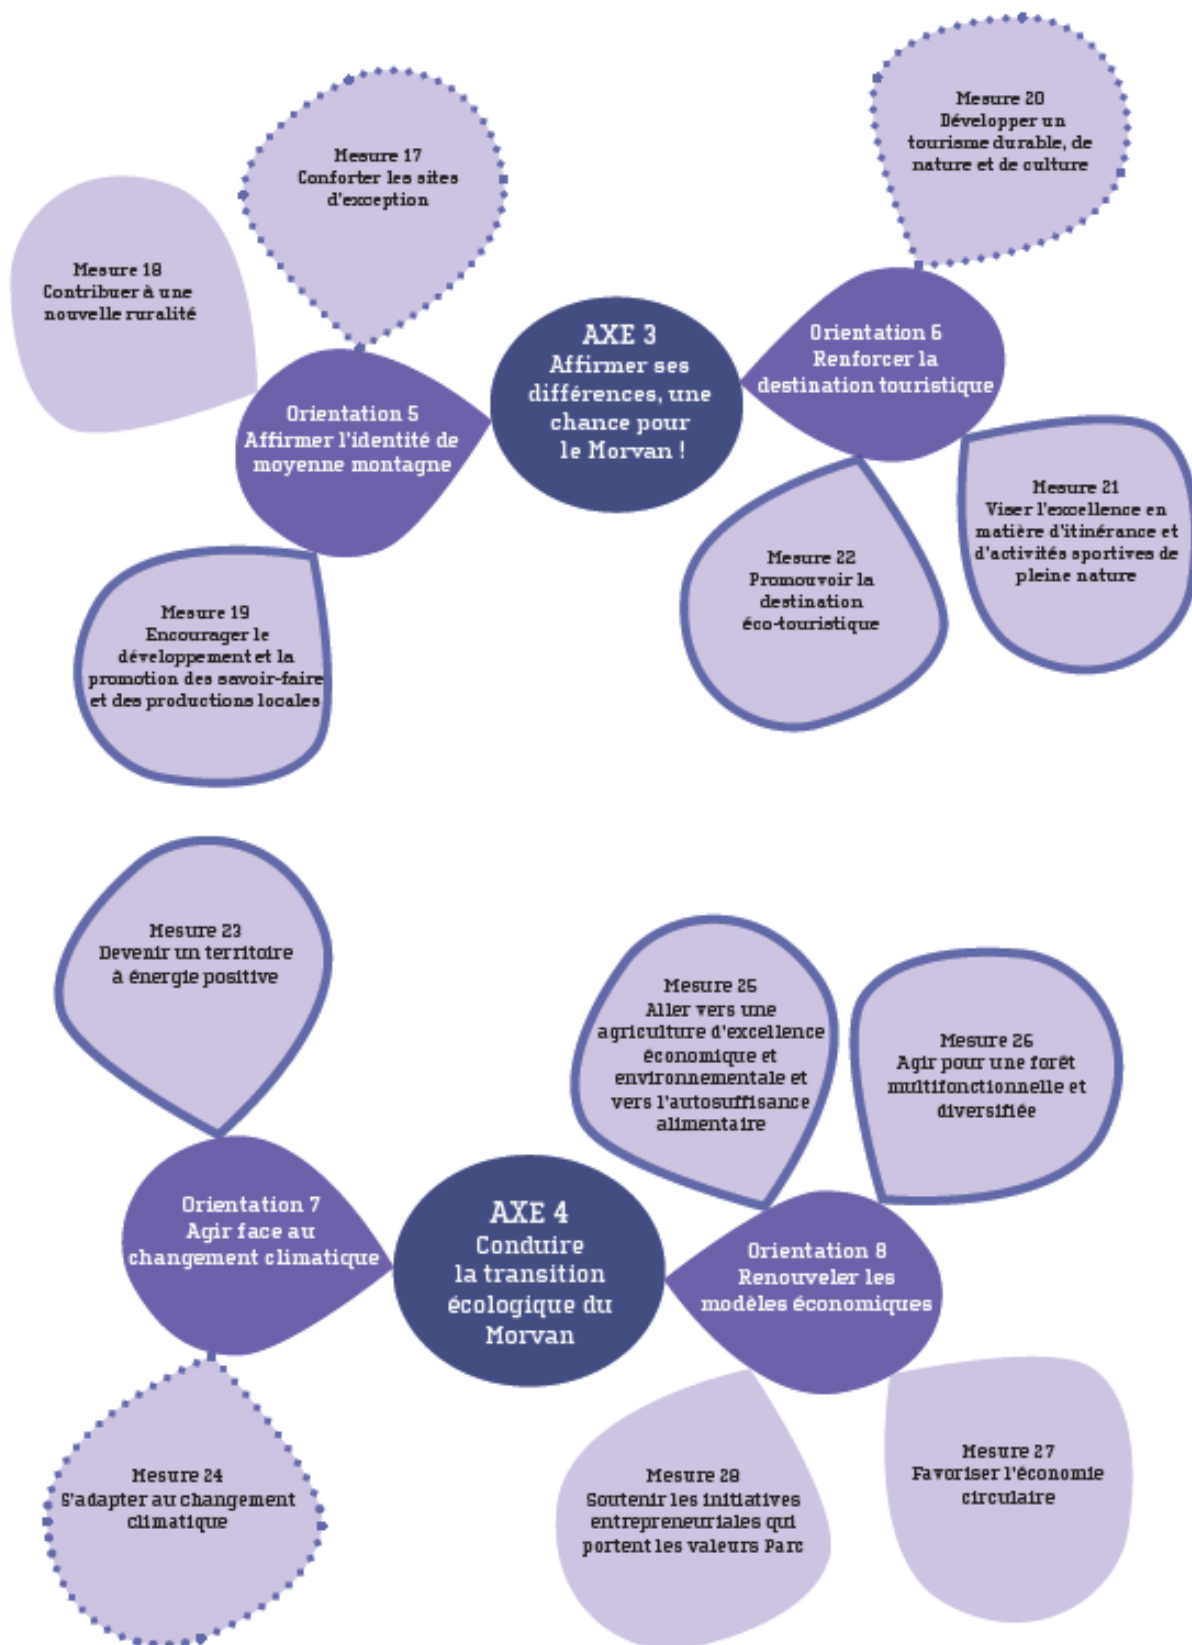 Mesure 17
Conforter les sites
d'exception
Mesure 18
Contribuer à une
nouvelle ruralité
Orientation 5
Affirmer l'identité de
moyenne montagne
Mesure 19
Encourager le
développement et la
promotion des savoir-faire
et des productions locales
AXE 3
Affirmer ses
différences, une
chance pour
le Morvan !
Mesure 20
Développer un
tourisme durable, de
nature et de culture
Orientation 6
Renforcer la
destination touristique
Mesure 21
Viser l'excellence en
matière d'itinérance et
d'activités sportives de
pleine nature
Mesure 22
Promouvoir la
destination
éco-touristique
Mesure 23
Devenir un territoire
à énergie positive
Orientation 7
Agir face au
changement climatique
Mesure 24
S'adapter au changement
climatique
AXE 4
Conduire
la transition
écologique du
Morvan
Mesure 25
Aller vers une
agriculture d'excellence
économique et
environnementale et
vers l'autosuffisance
alimentaire
Mesure 26
Agir pour une forêt
multifonctionnelle et
diversifiée
Orientation 8
Renouveler les
modèles économiques
Mesure 27
Favoriser l'économie
circulaire
Mesure 28
Soutenir les initiatives
entrepreneuriales qui
portent les valeurs Parc